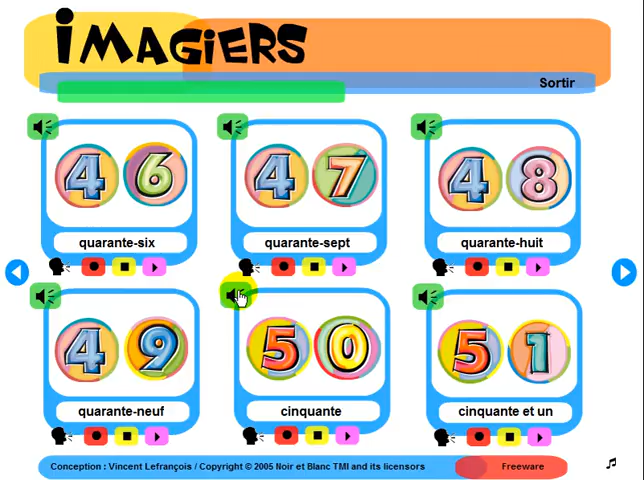 iMAGiERS
Sortir
46 47 48
quarante-six quarante-sept quarante-huit
49 50 51
quarante-neuf cinquante cinquante et un
Conception : Vincent Lefrançois / Copyright © 2005 Noir et Blanc TMI and its licensors Freeware